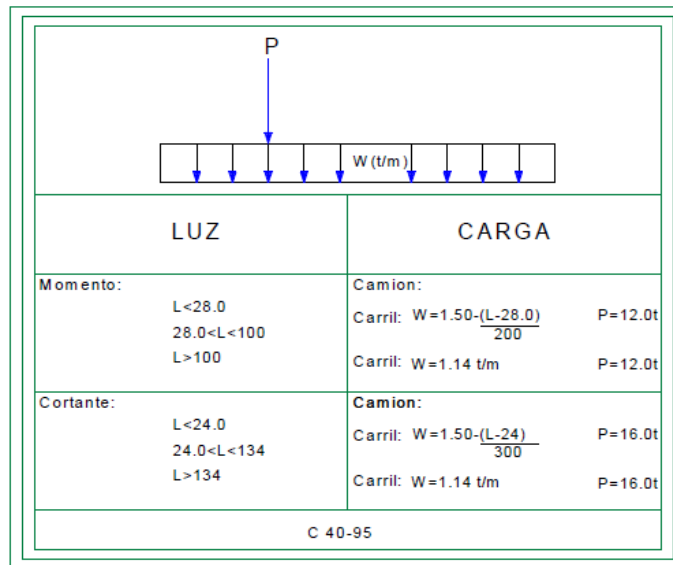 P
W (t/m)
LUZ CARGA
Momento: Camion:
L<28.0
Carril: W=1.50-(L-28.0) P=12.0t
200
28.0<L<100
L>100
Carril: W=1.14 t/m P=12.0t
Cortante: Camion:
L<24.0
Carril: W=1.50-(L-24) P=16.0t
300
24.0<L<134
L>134
Carril: W=1.14 t/m P=16.0t
C 40-95